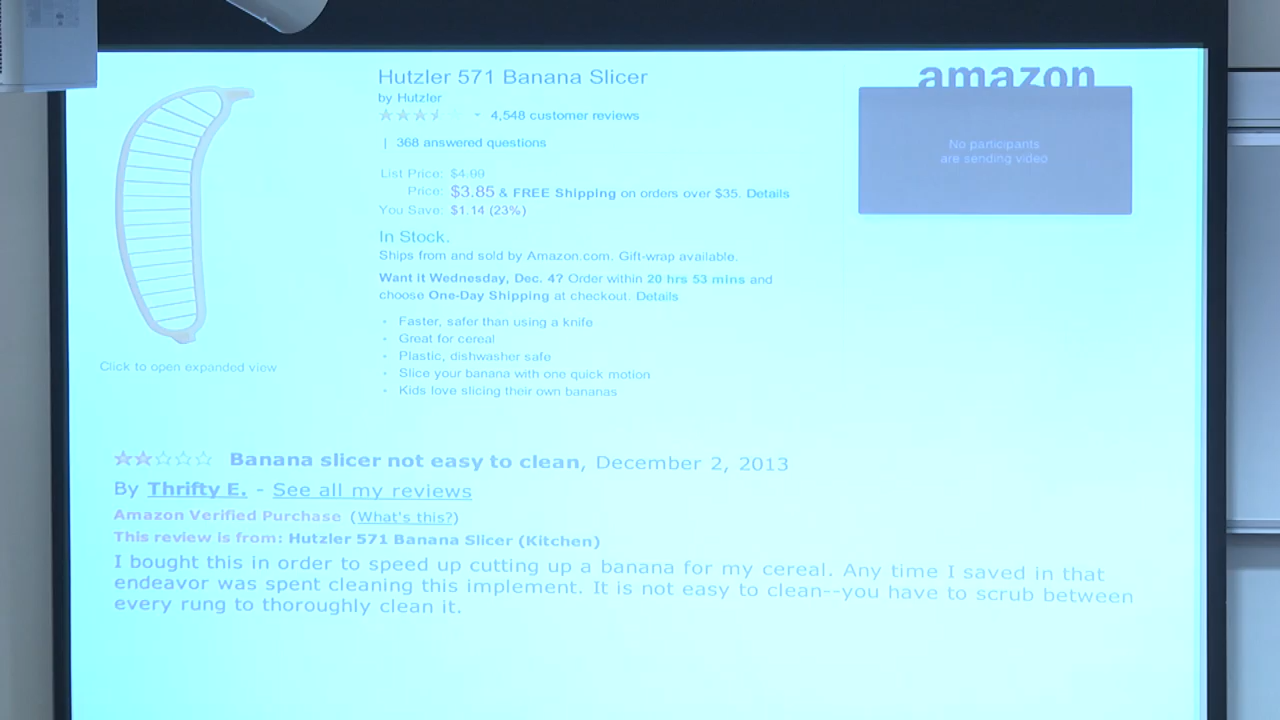 Hutzler 571 Banana Slicer
by Hutzler
4,548 customer reviews
| 368 answered questions
List Price: $4.99
Price: $3.85 & FREE Shipping on orders over $35. Details
You Save: $1.14 (23%)
In Stock.
Ships from and sold by Amazon.com. Gift-wrap available.
Want it Wednesday, Dec. 4? Order within 20 hrs 53 mins and
choose One-Day Shipping at checkout. Details
• Faster, safer than using a knife
• Great for cereal
• Plastic, dishwasher safe
• Slice your banana with one quick motion
• Kids love slicing their own bananas
Click to open expanded view
amazon
No participants
are sending video
Banana slicer not easy to clean, December 2, 2013
By Thrifty E. - See all my reviews
Amazon Verified Purchase (What's this?)
This review is from: Hutzler 571 Banana Slicer (Kitchen)
I bought this in order to speed up cutting up a banana for my cereal. Any time I saved in that
endeavor was spent cleaning this implement. It is not easy to clean--you have to scrub between
every rung to thoroughly clean it.